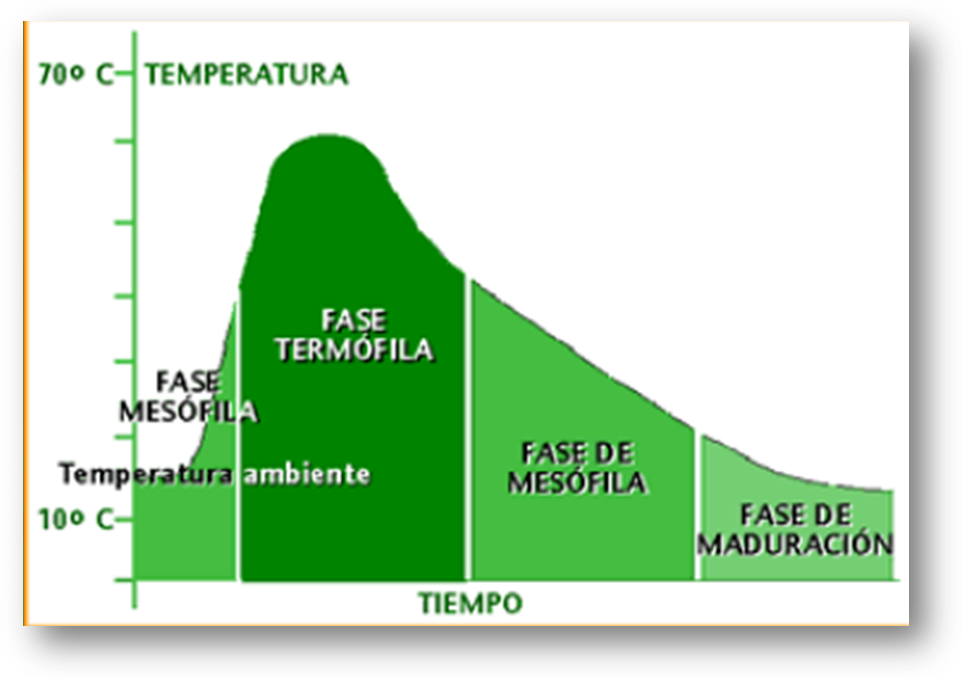 70º C
TEMPERATURA
FASE
TERMÓFILA
FASE
MESÓFILA
Temperatura ambiente
FASE DE
MESÓFILA
10º C
FASE DE
MADURACIÓN
TIEMPO